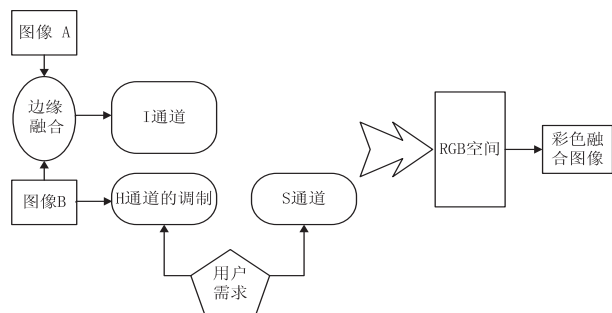 图像 A
边缘
融合
I通道
RGB空间
彩色融
合图像
图像B
H通道的调制
S通道
用户
需求